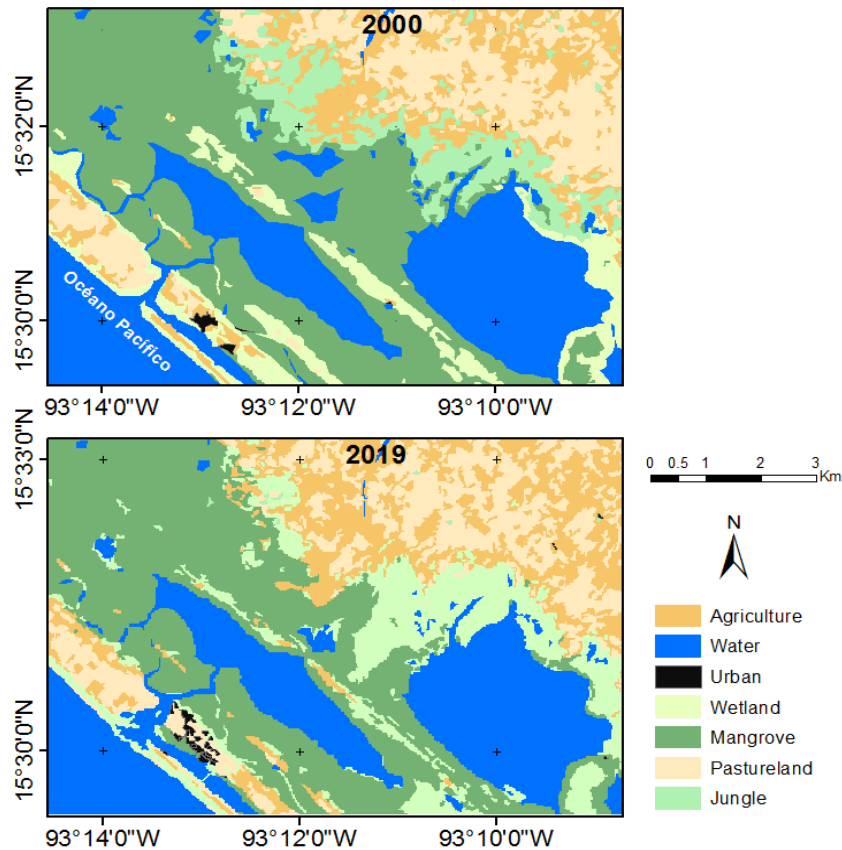 2000
15°32'0"N
15°30'0"N
Océano Pacífico
93°14'0"W 93°12'0"W 93°10'0"W
2019
15°33'0"N
15°30'0"N
93°14'0"W 93°12'0"W 93°10'0"W
0 0.5 1 2 3
Km
N
Agriculture
Water
Urban
Wetland
Mangrove
Pastureland
Jungle